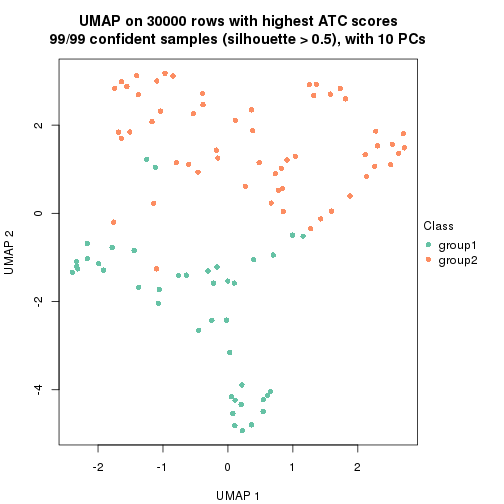 UMAP on 30000 rows with highest ATC scores
99/99 confident samples (silhouette > 0.5), with 10 PCs
2
0
-2
-4
UMAP 2
-2
-1
0
1
2
UMAP 1
Class
group1
group2